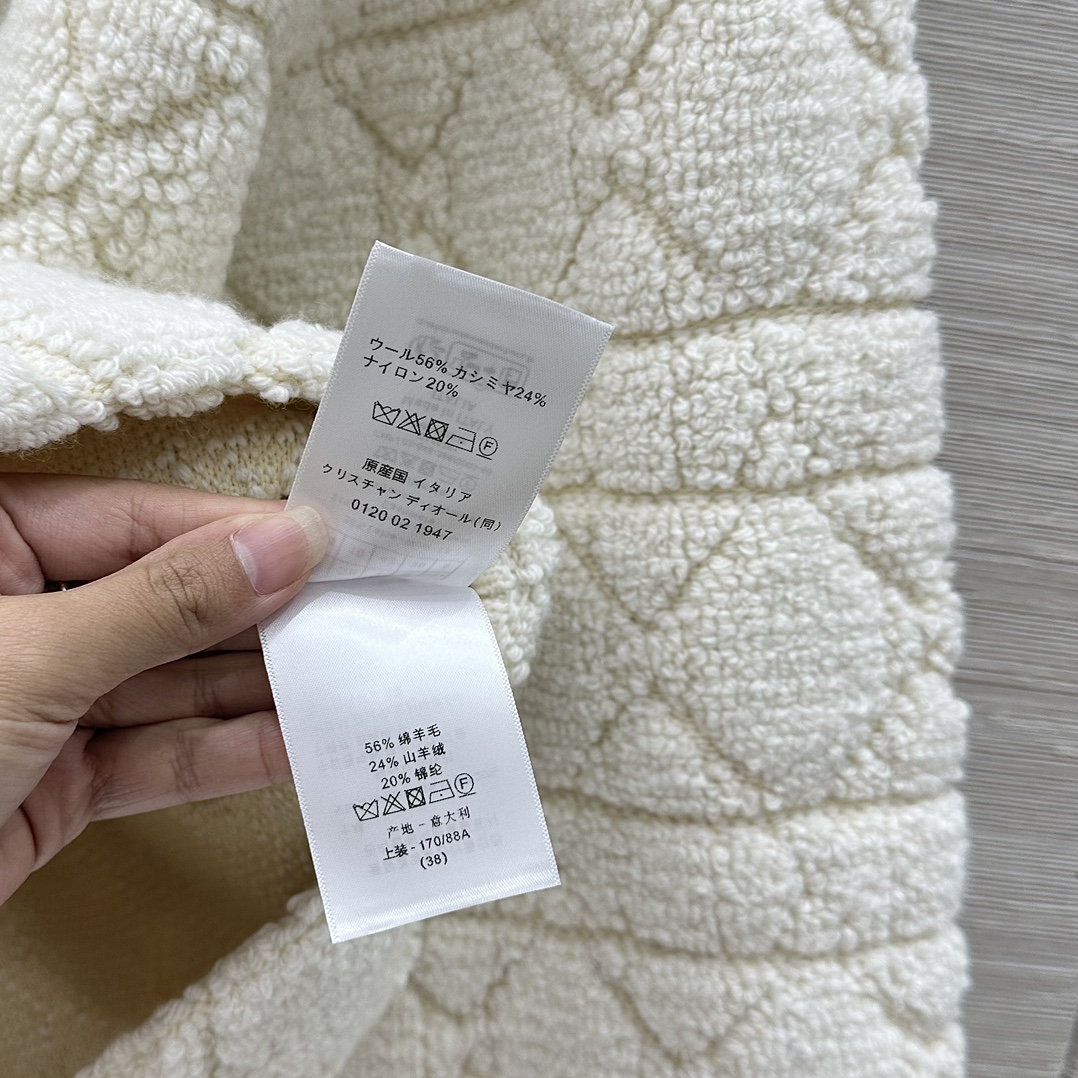 ウール56% カシミヤ24%
ナイロン20%
F
原産国 イタリア
クリスチャン ディオール(同)
0120 02 1947
56% 绵羊毛
24% 山羊绒
20% 锦纶
F
产地 - 意大利
上装 - 170/88A
(38)